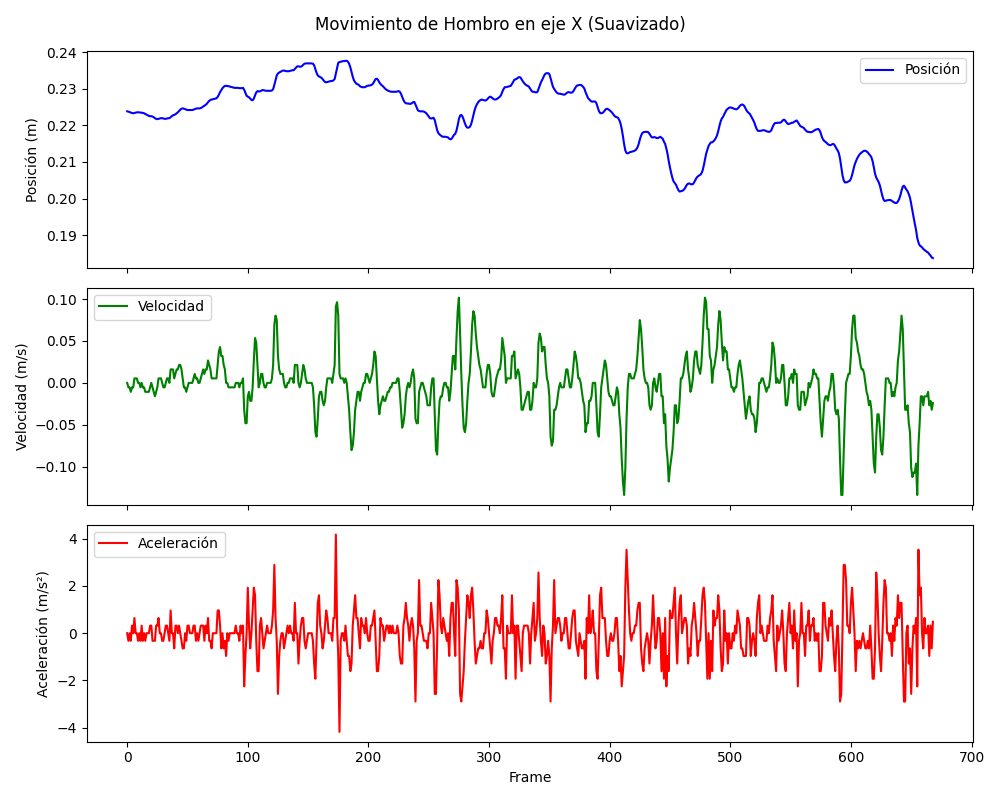 Movimiento de Hombro en eje X (Suavizado)
Posición (m)
0.24
0.23
0.22
0.21
0.20
0.19
Posición
Velocidad (m/s)
0.10
0.05
0.00
−0.05
−0.10
Velocidad
Aceleración (m/s²)
4
2
0
−2
−4
Aceleración
0 100 200 300 400 500 600 700
Frame